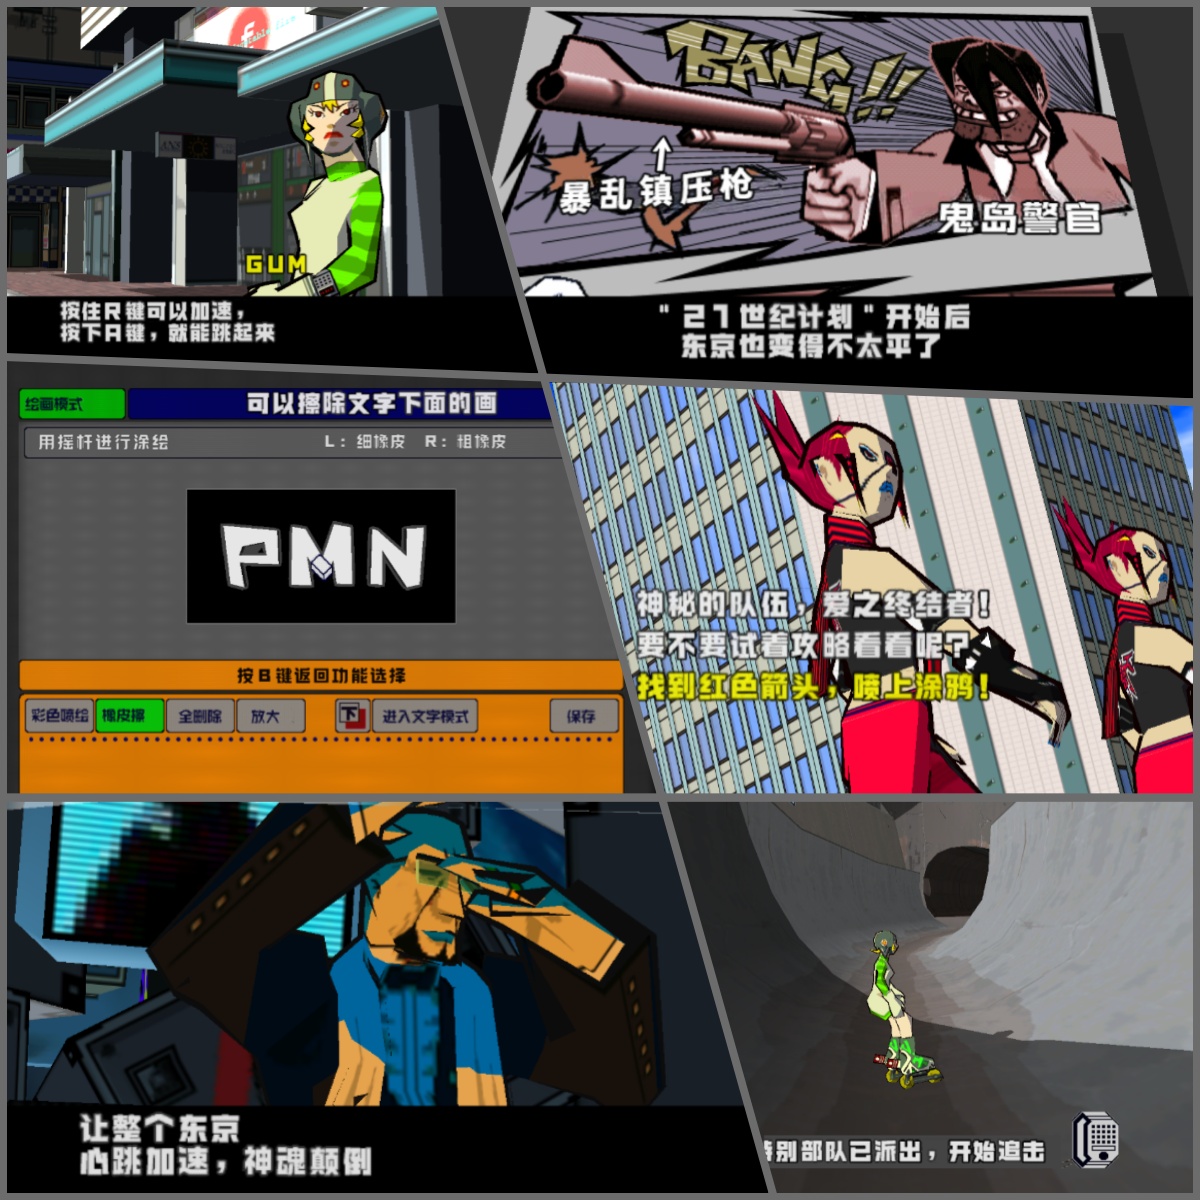 GUM
按住R键可以加速，
按下A键，就能跳起来
BANG!!
暴乱镇压枪
鬼岛警官
"21世纪计划"开始后
东京也变得不太平了
绘画模式
可以擦除文字下面的画
用摇杆进行涂绘
L：细橡皮 R：粗橡皮
PMN
按B键返回功能选择
彩色喷绘 橡皮擦 全删除 放大 下 进入文字模式 保存
神秘的队伍，爱之终结者！
要不要试着攻略看看呢？
找到红色箭头，喷上涂鸦！
让整个东京
心跳加速，神魂颠倒
特别部队已派出，开始追击